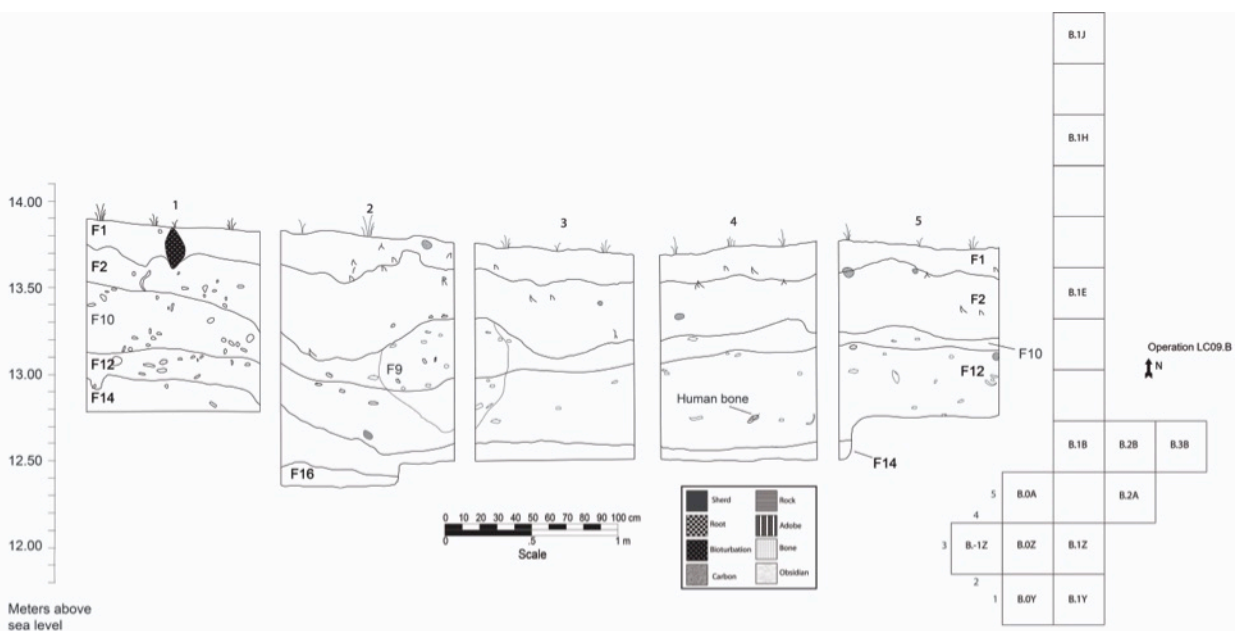 14.00
13.50
13.00
12.50
12.00
Meters above
sea level
1
F1
F2
F10
F12
F14
2
F9
F16
3
4
Human bone
5
F1
F2
F10
F12
F14
0 10 20 30 40 50 60 70 80 90 100 cm
0 .5 1 m
Scale
Sherd
Rock
Root
Adobe
Bioturbation
Bone
Carbon
Obsidian
B.1J
B.1H
B.1E
Operation LC09.B
N
B.1B B.2B B.3B
5 B.0A B.2A
4
3 B.-1Z B.0Z B.1Z
2
1 B.0Y B.1Y